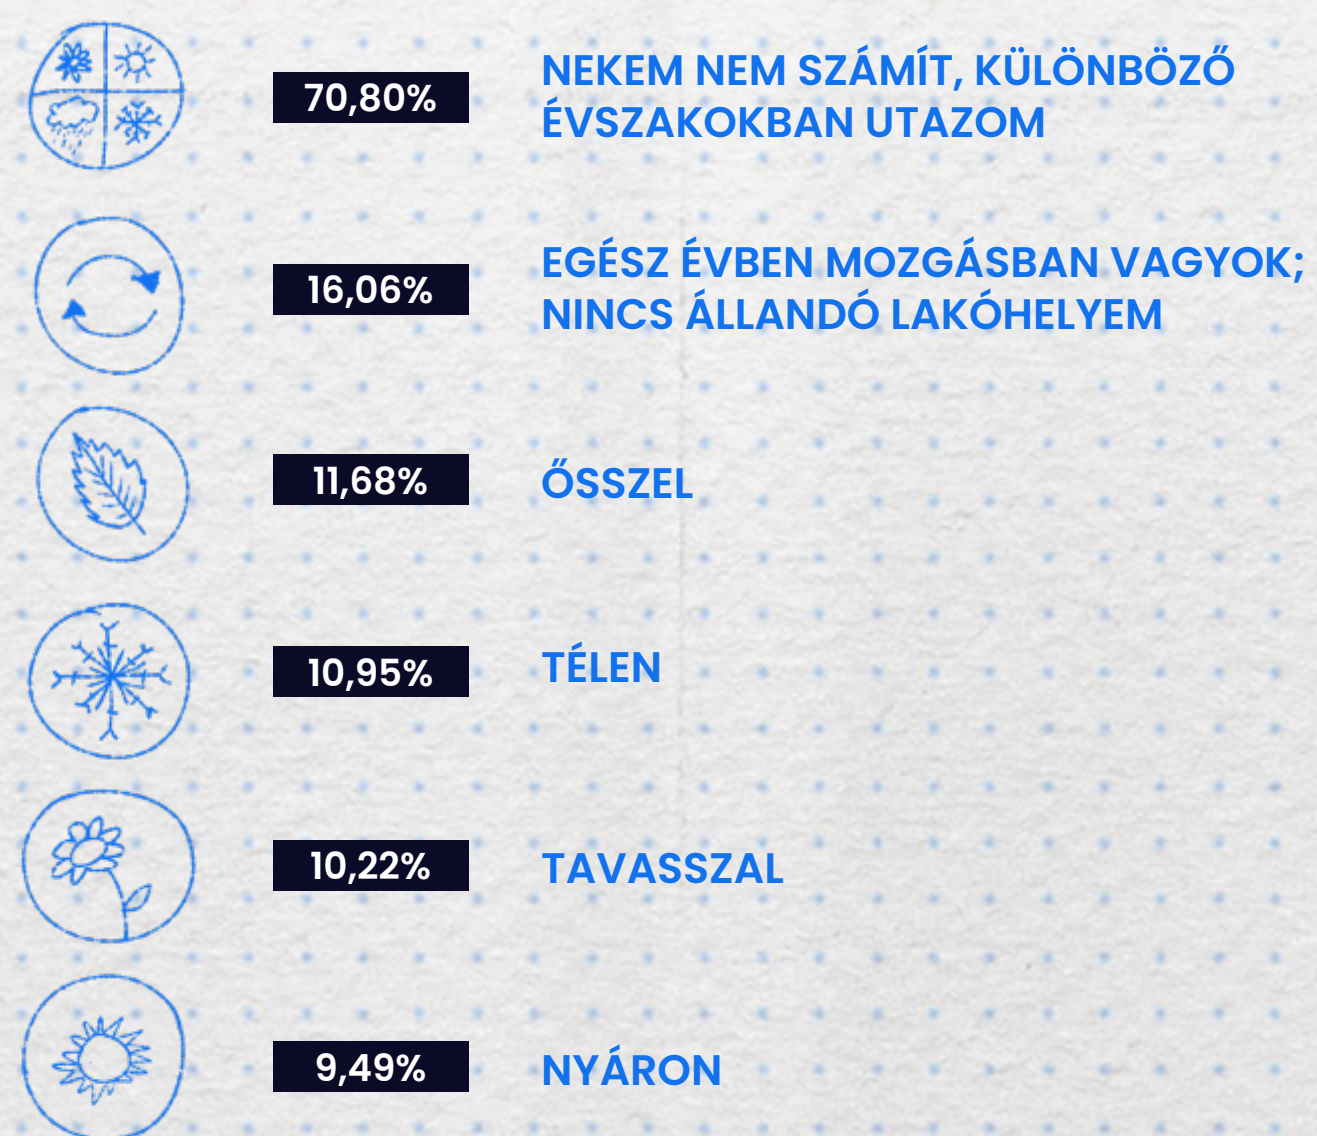 70,80%
NEKEM NEM SZÁMÍT, KÜLÖNBÖZŐ
ÉVSZAKOKBAN UTAZOM
16,06%
EGÉSZ ÉVBEN MOZGÁSBAN VAGYOK;
NINCS ÁLLANDÓ LAKÓHELYEM
11,68%
ŐSSZEL
10,95%
TÉLEN
10,22%
TAVASSZAL
9,49%
NYÁRON